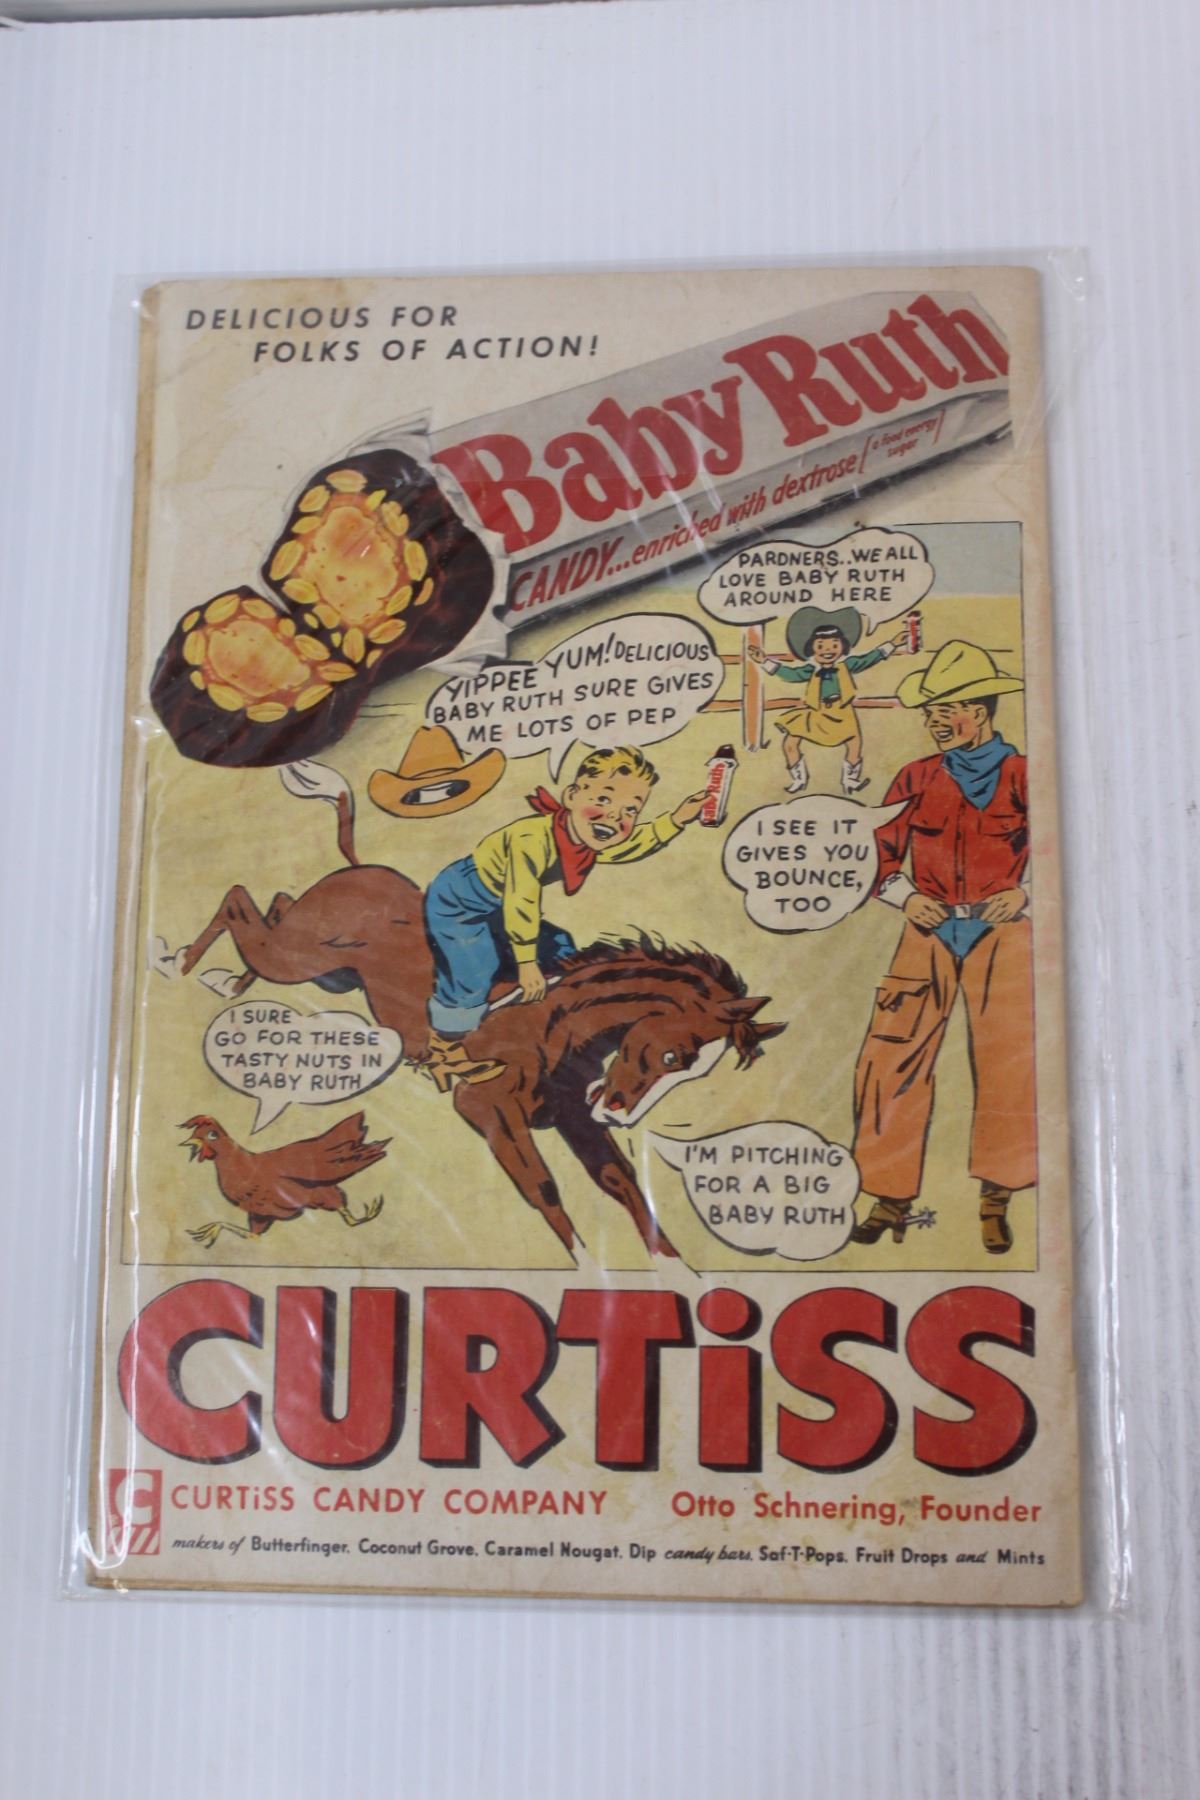 DELICIOUS FOR
FOLKS OF ACTION!
Baby Ruth
CANDY...enriched with dextrose [a food energy
sugar]
PARDNERS..WE ALL
LOVE BABY RUTH
AROUND HERE
YIPPEE YUM! DELICIOUS
BABY RUTH SURE GIVES
ME LOTS OF PEP
Baby Ruth
I SEE IT
GIVES YOU
BOUNCE,
TOO
I SURE
GO FOR THESE
TASTY NUTS IN
BABY RUTH
I'M PITCHING
FOR A BIG
BABY RUTH
CURTiSS
C CURTiSS CANDY COMPANY Otto Schnering, Founder
makers of Butterfinger, Coconut Grove, Caramel Nougat, Dip candy bars, Saf-T-Pops, Fruit Drops and Mints